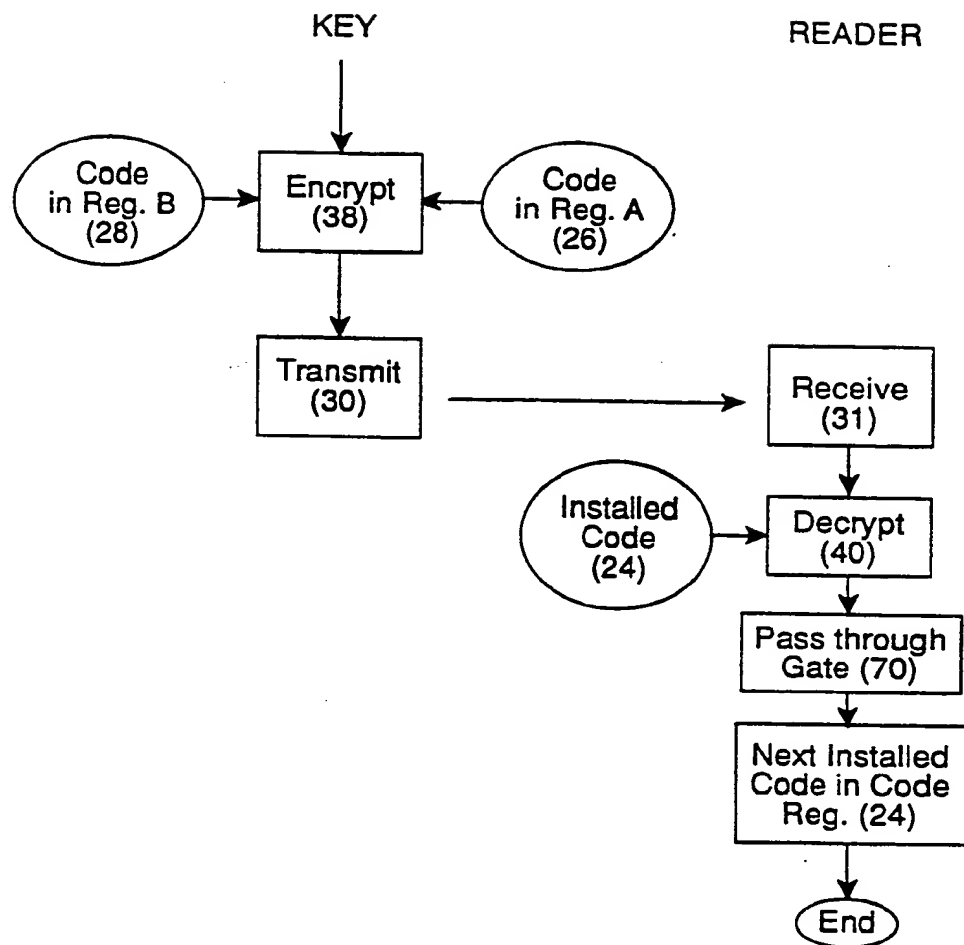 KEY
READER
Code
in Reg. B
(28)
Encrypt
(38)
Code
in Reg. A
(26)
Transmit
(30)
Receive
(31)
Installed
Code
(24)
Decrypt
(40)
Pass through
Gate (70)
Next Installed
Code in Code
Reg. (24)
End